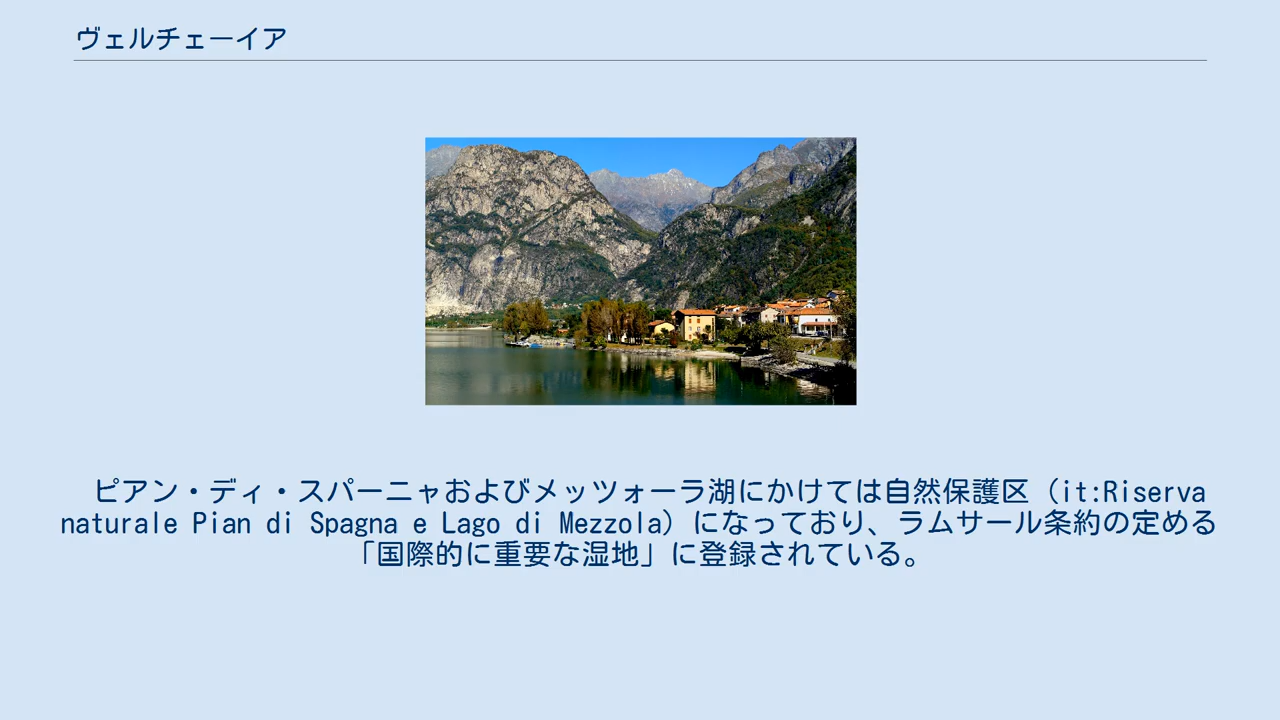 ヴェルチェーイア
ピアン・ディ・スパーニャおよびメッツォーラ湖にかけては自然保護区（it:Riserva
naturale Pian di Spagna e Lago di Mezzola）になっており、ラムサール条約の定める
「国際的に重要な湿地」に登録されている。